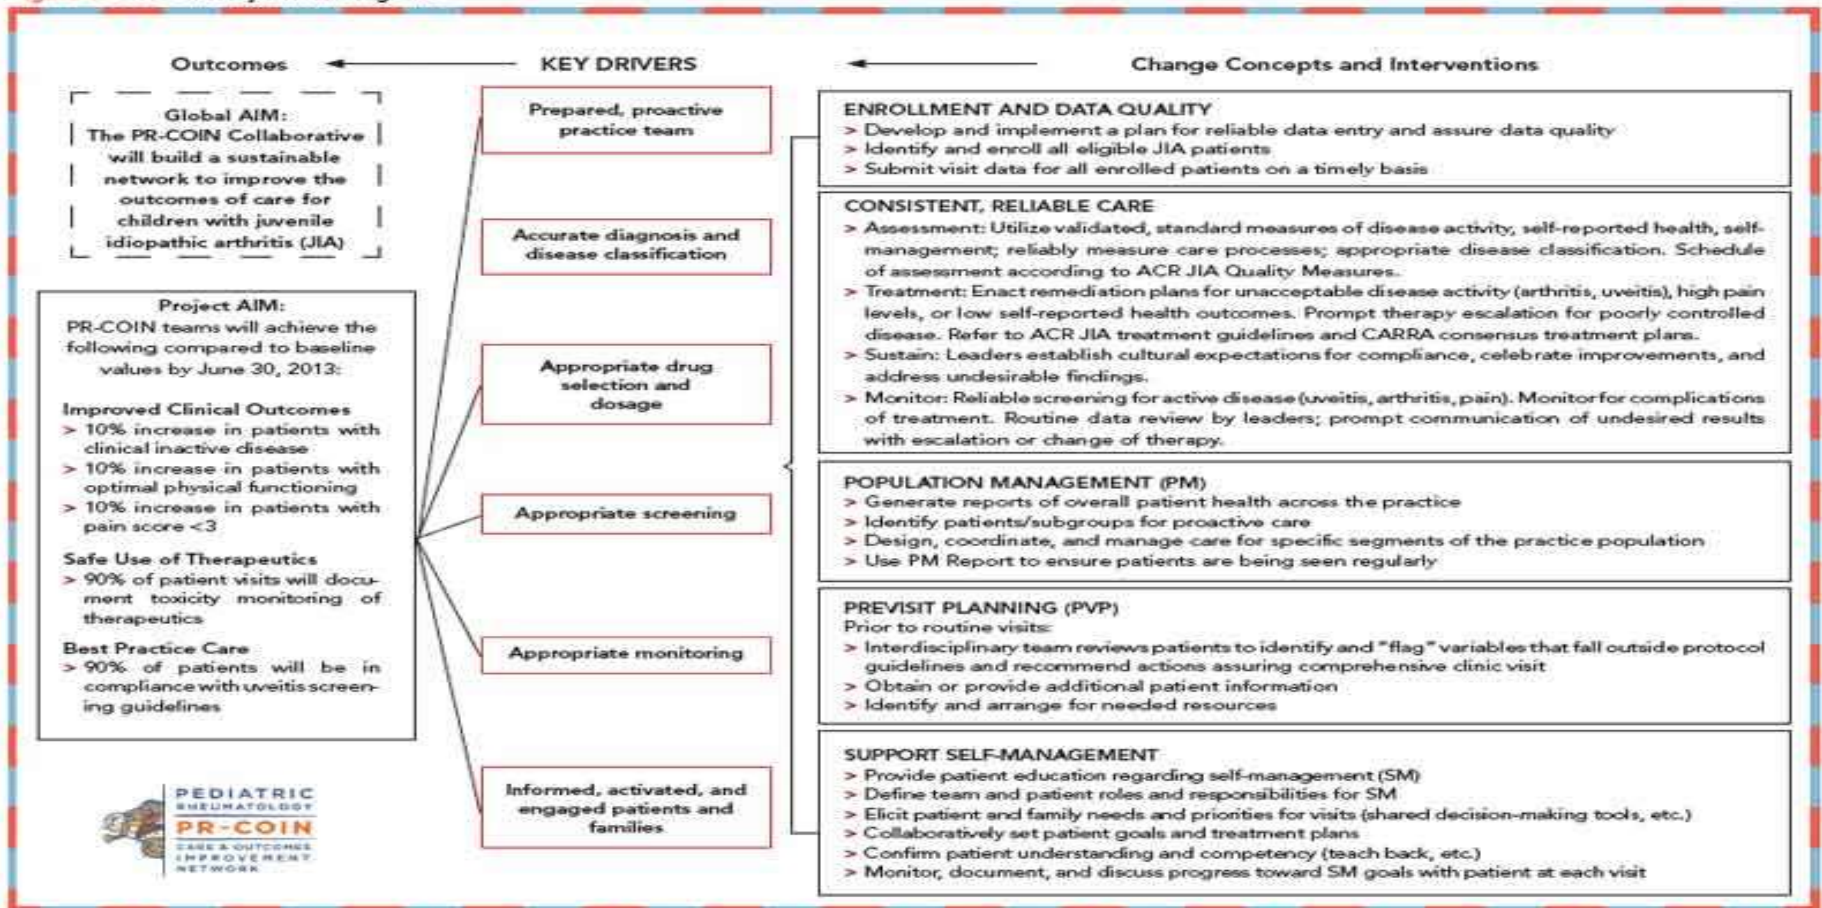 Outcomes
KEY DRIVERS
Change Concepts and Interventions
Global AIM:
The PR-COIN Collaborative
will build a sustainable
network to improve the
outcomes of care for
children with juvenile
idiopathic arthritis (JIA)
Project AIM:
PR-COIN teams will achieve the
following compared to baseline
values by June 30, 2013:
Improved Clinical Outcomes
> 10% increase in patients with
clinical inactive disease
> 10% increase in patients with
optimal physical functioning
> 10% increase in patients with
pain score <3
Safe Use of Therapeutics
> 90% of patient visits will docu-
ment toxicity monitoring of
therapeutics
Best Practice Care
> 90% of patients will be in
compliance with uveitis screen-
ing guidelines
PEDIATRIC
RHEUMATOLOGY
PR-COIN
CARE & OUTCOMES
IMPROVEMENT
NETWORK
Prepared, proactive
practice team
Accurate diagnosis and
disease classification
Appropriate drug
selection and
dosage
Appropriate screening
Appropriate monitoring
Informed, activated, and
engaged patients and
families
ENROLLMENT AND DATA QUALITY
> Develop and implement a plan for reliable data entry and assure data quality
> Identify and enroll all eligible JIA patients
> Submit visit data for all enrolled patients on a timely basis
CONSISTENT, RELIABLE CARE
> Assessment: Utilize validated, standard measures of disease activity, self-reported health, self-
management; reliably measure care processes; appropriate disease classification. Schedule
of assessment according to ACR JIA Quality Measures.
> Treatment: Enact remediation plans for unacceptable disease activity (arthritis, uveitis), high pain
levels, or low self-reported health outcomes. Prompt therapy escalation for poorly controlled
disease. Refer to ACR JIA treatment guidelines and CARRA consensus treatment plans.
> Sustain: Leaders establish cultural expectations for compliance, celebrate improvements, and
address undesirable findings.
> Monitor: Reliable screening for active disease (uveitis, arthritis, pain). Monitor for complications
of treatment. Routine data review by leaders; prompt communication of undesired results
with escalation or change of therapy.
POPULATION MANAGEMENT (PM)
> Generate reports of overall patient health across the practice
> Identify patients/subgroups for proactive care
> Design, coordinate, and manage care for specific segments of the practice population
> Use PM Report to ensure patients are being seen regularly
PREVISIT PLANNING (PVP)
Prior to routine visits:
> Interdisciplinary team reviews patients to identify and "flag" variables that fall outside protocol
guidelines and recommend actions assuring comprehensive clinic visit
> Obtain or provide additional patient information
> Identify and arrange for needed resources
SUPPORT SELF-MANAGEMENT
> Provide patient education regarding self-management (SM)
> Define team and patient roles and responsibilities for SM
> Elicit patient and family needs and priorities for visits (shared decision-making tools, etc.)
> Collaboratively set patient goals and treatment plans
> Confirm patient understanding and competency (teach back, etc.)
> Monitor, document, and discuss progress toward SM goals with patient at each visit